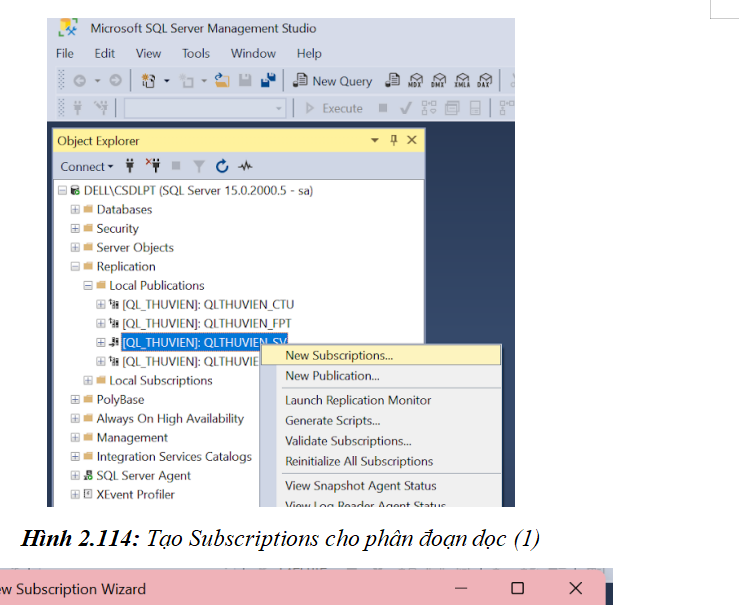 Microsoft SQL Server Management Studio
File Edit View Tools Window Help
New Query MDX DMX XMLA DAX
Execute
Object Explorer
Connect
DELL\CSDLPT (SQL Server 15.0.2000.5 - sa)
Databases
Security
Server Objects
Replication
Local Publications
[QL_THUVIEN]: QLTHUVIEN_CTU
[QL_THUVIEN]: QLTHUVIEN_FPT
[QL_THUVIEN]: QLTHUVIEN_SV
[QL_THUVIEN]: QLTHUVIE
Local Subscriptions
PolyBase
Always On High Availability
Management
Integration Services Catalogs
SQL Server Agent
XEvent Profiler
New Subscriptions...
New Publication...
Launch Replication Monitor
Generate Scripts...
Validate Subscriptions...
Reinitialize All Subscriptions
View Snapshot Agent Status
View Log Reader Agent Status
Hình 2.114: Tạo Subscriptions cho phân đoạn dọc (1)
ew Subscription Wizard